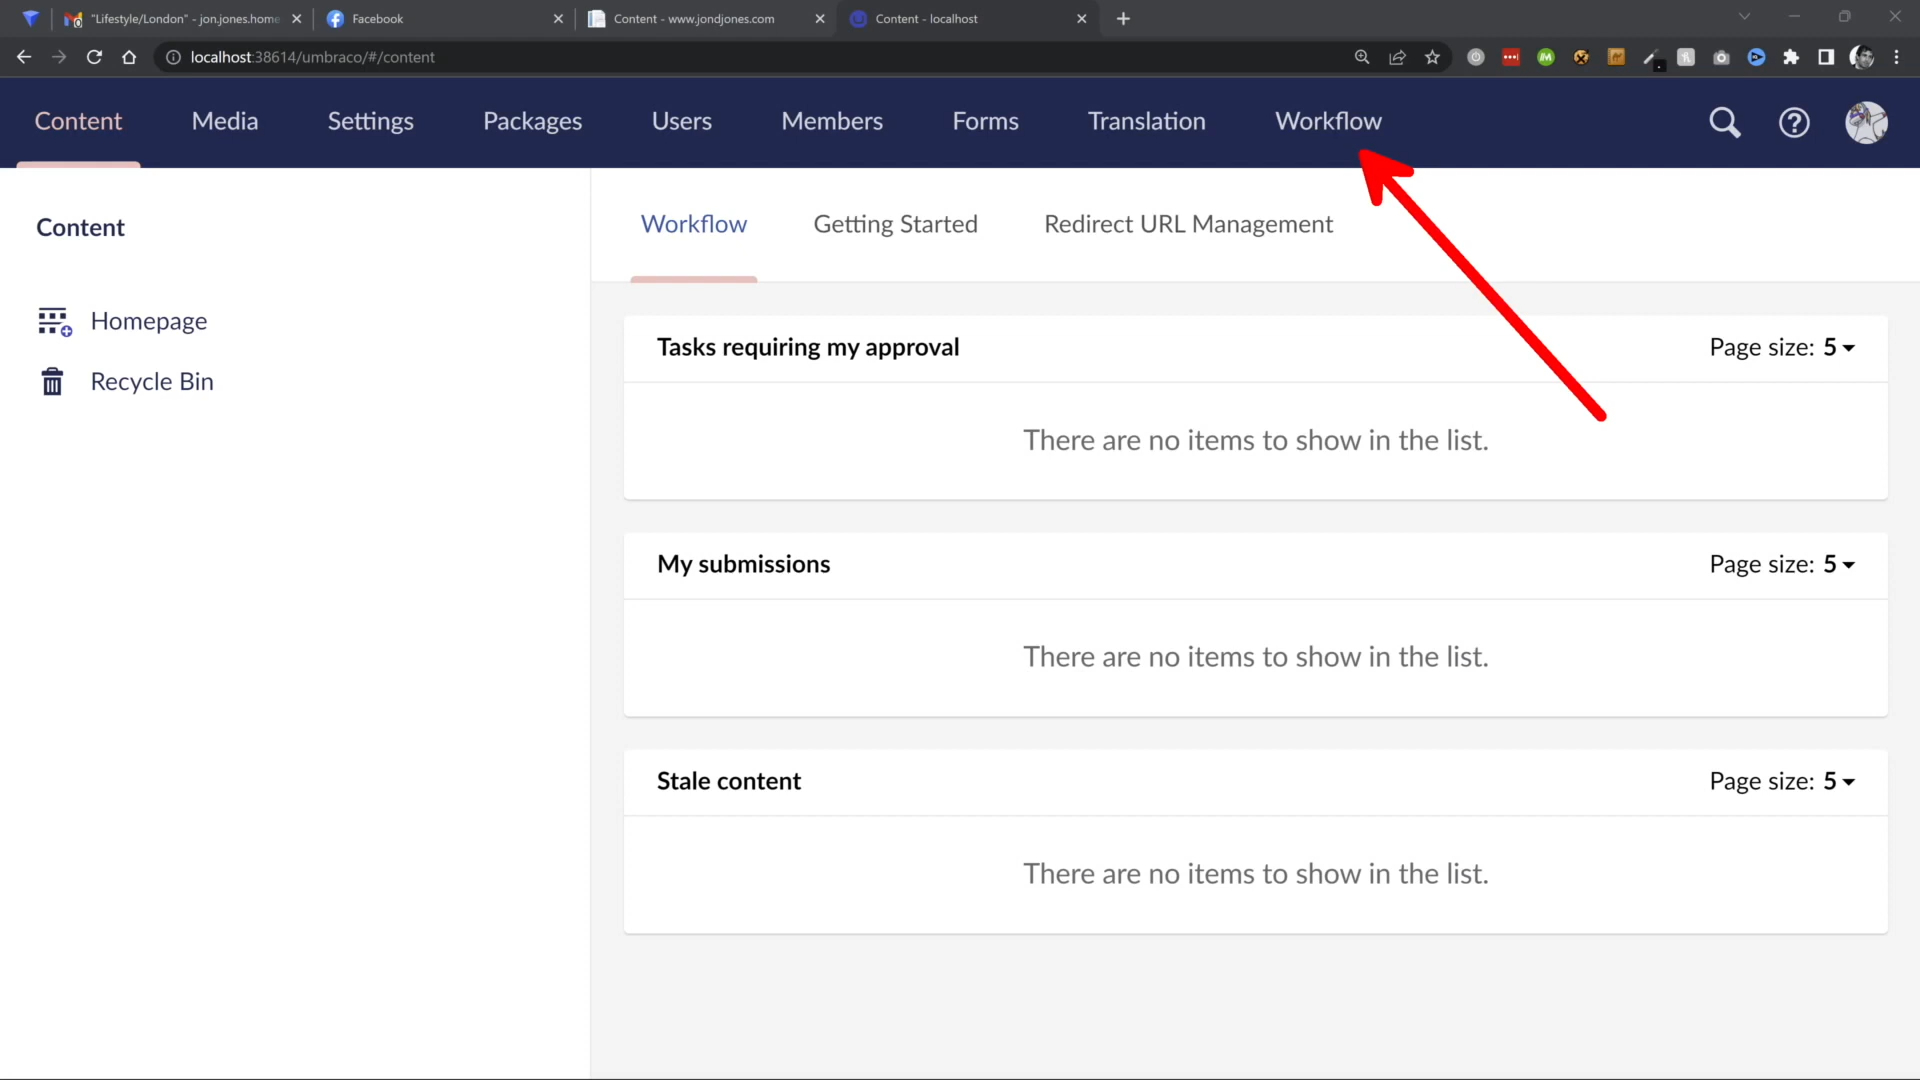 "Lifestyle/London" - jon.jones.home
Facebook
Content - www.jondjones.com
Content - localhost
localhost:38614/umbraco/#/content
Content
Media
Settings
Packages
Users
Members
Forms
Translation
Workflow
Content
Homepage
Recycle Bin
Workflow
Getting Started
Redirect URL Management
Tasks requiring my approval
Page size: 5
There are no items to show in the list.
My submissions
Page size: 5
There are no items to show in the list.
Stale content
Page size: 5
There are no items to show in the list.